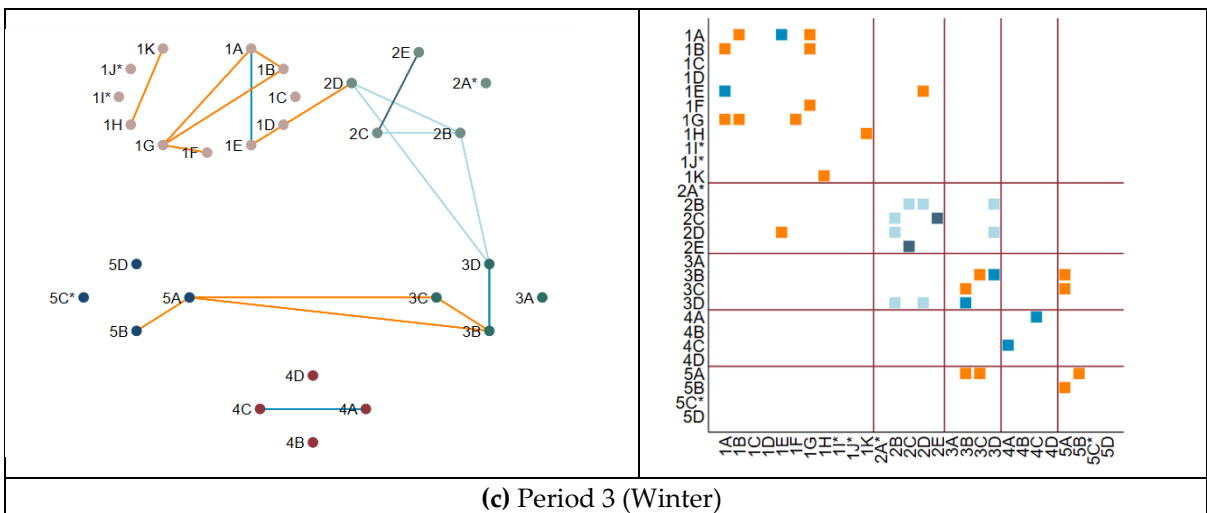 1K
1A
2E
1J*
1B
2D
2A*
1I*
1C
1H
1D
2C
2B
1G
1F
1E
5D
3D
5C*
5A
3C
3A
5B
3B
4D
4C
4A
4B
1A
1B
1C
1D
1E
1F
1G
1H
1I*
1J*
1K
2A*
2B
2C
2D
2E
3A
3B
3C
3D
4A
4B
4C
4D
5A
5B
5C*
5D
1A 1B 1C 1D 1E 1F 1G 1H 1I* 1J* 1K 2A* 2B 2C 2D 2E 3A 3B 3C 3D 4A 4B 4C 4D 5A 5B 5C* 5D
(c) Period 3 (Winter)